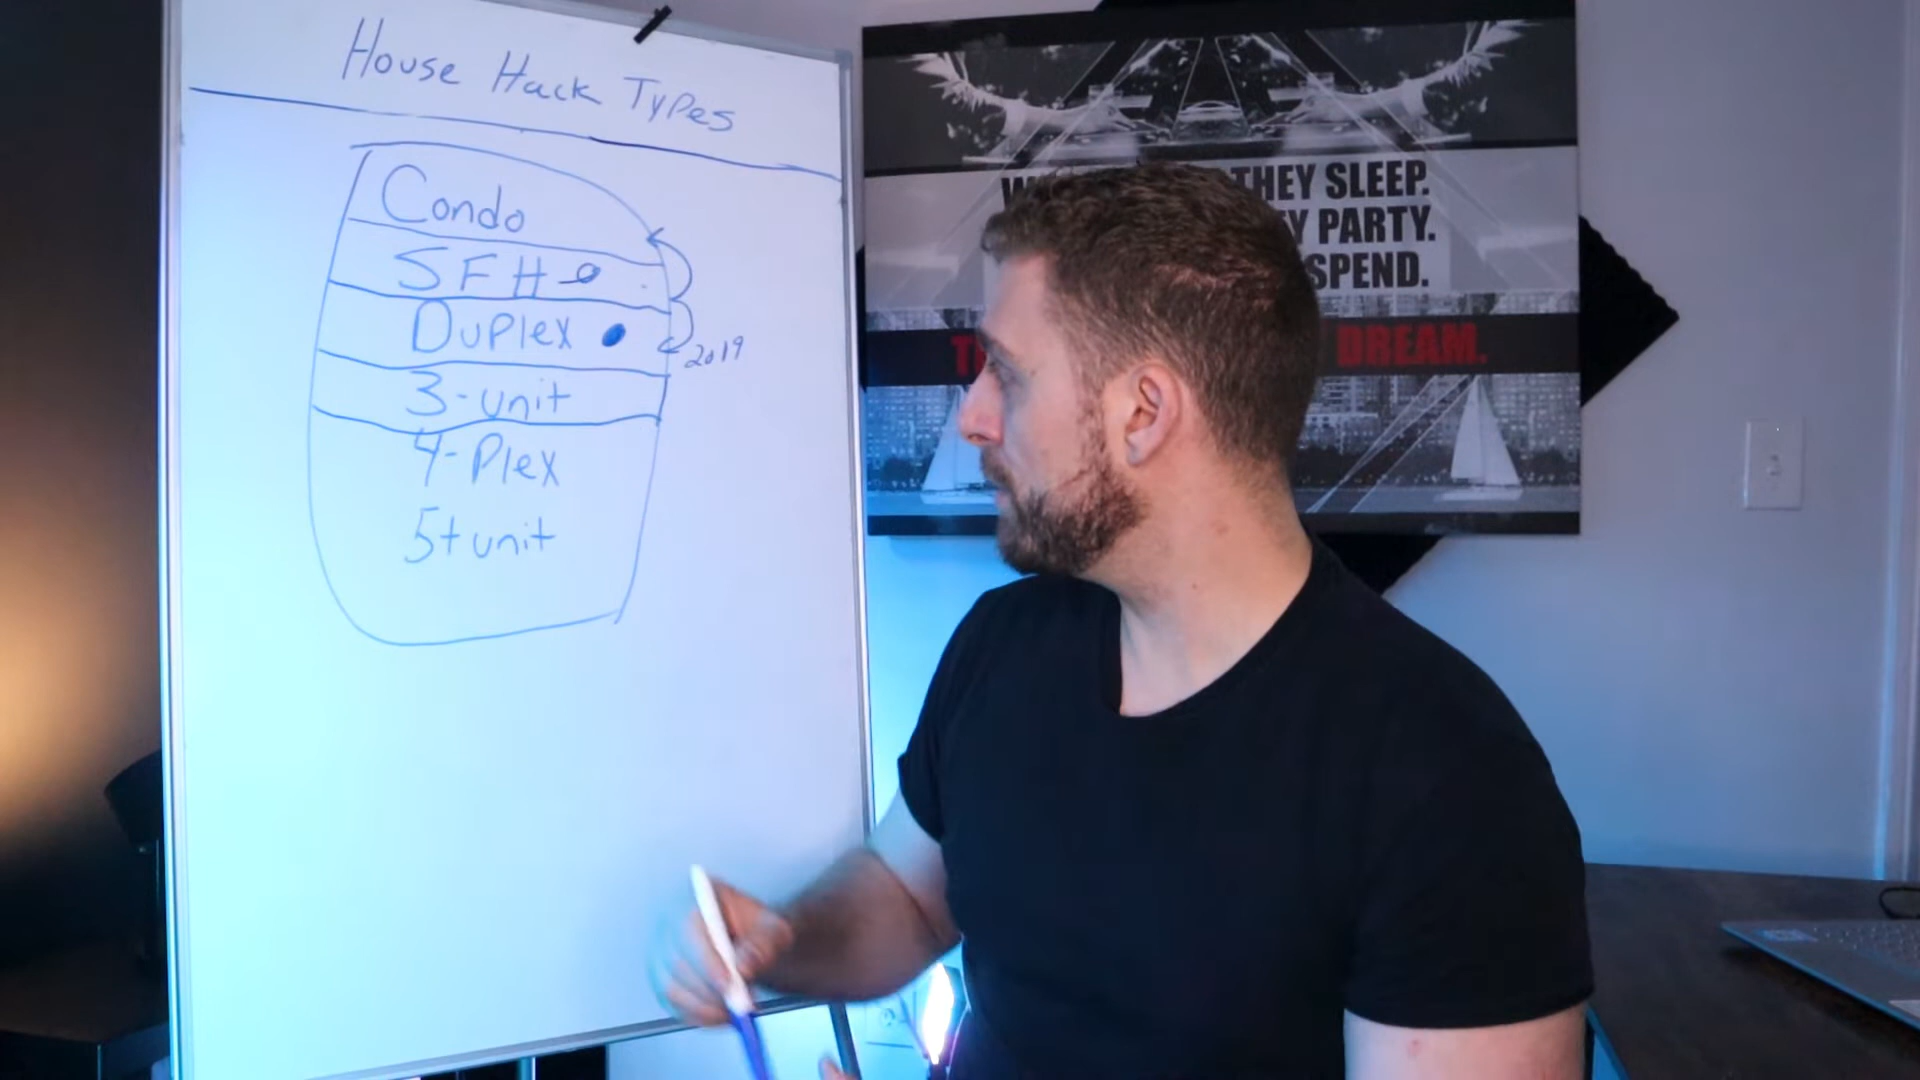 House Hack Types
Condo
SFH
Duplex
2019
3-unit
4-Plex
5+ unit
THEY SLEEP.
PARTY.
SPEND.
DREAM.